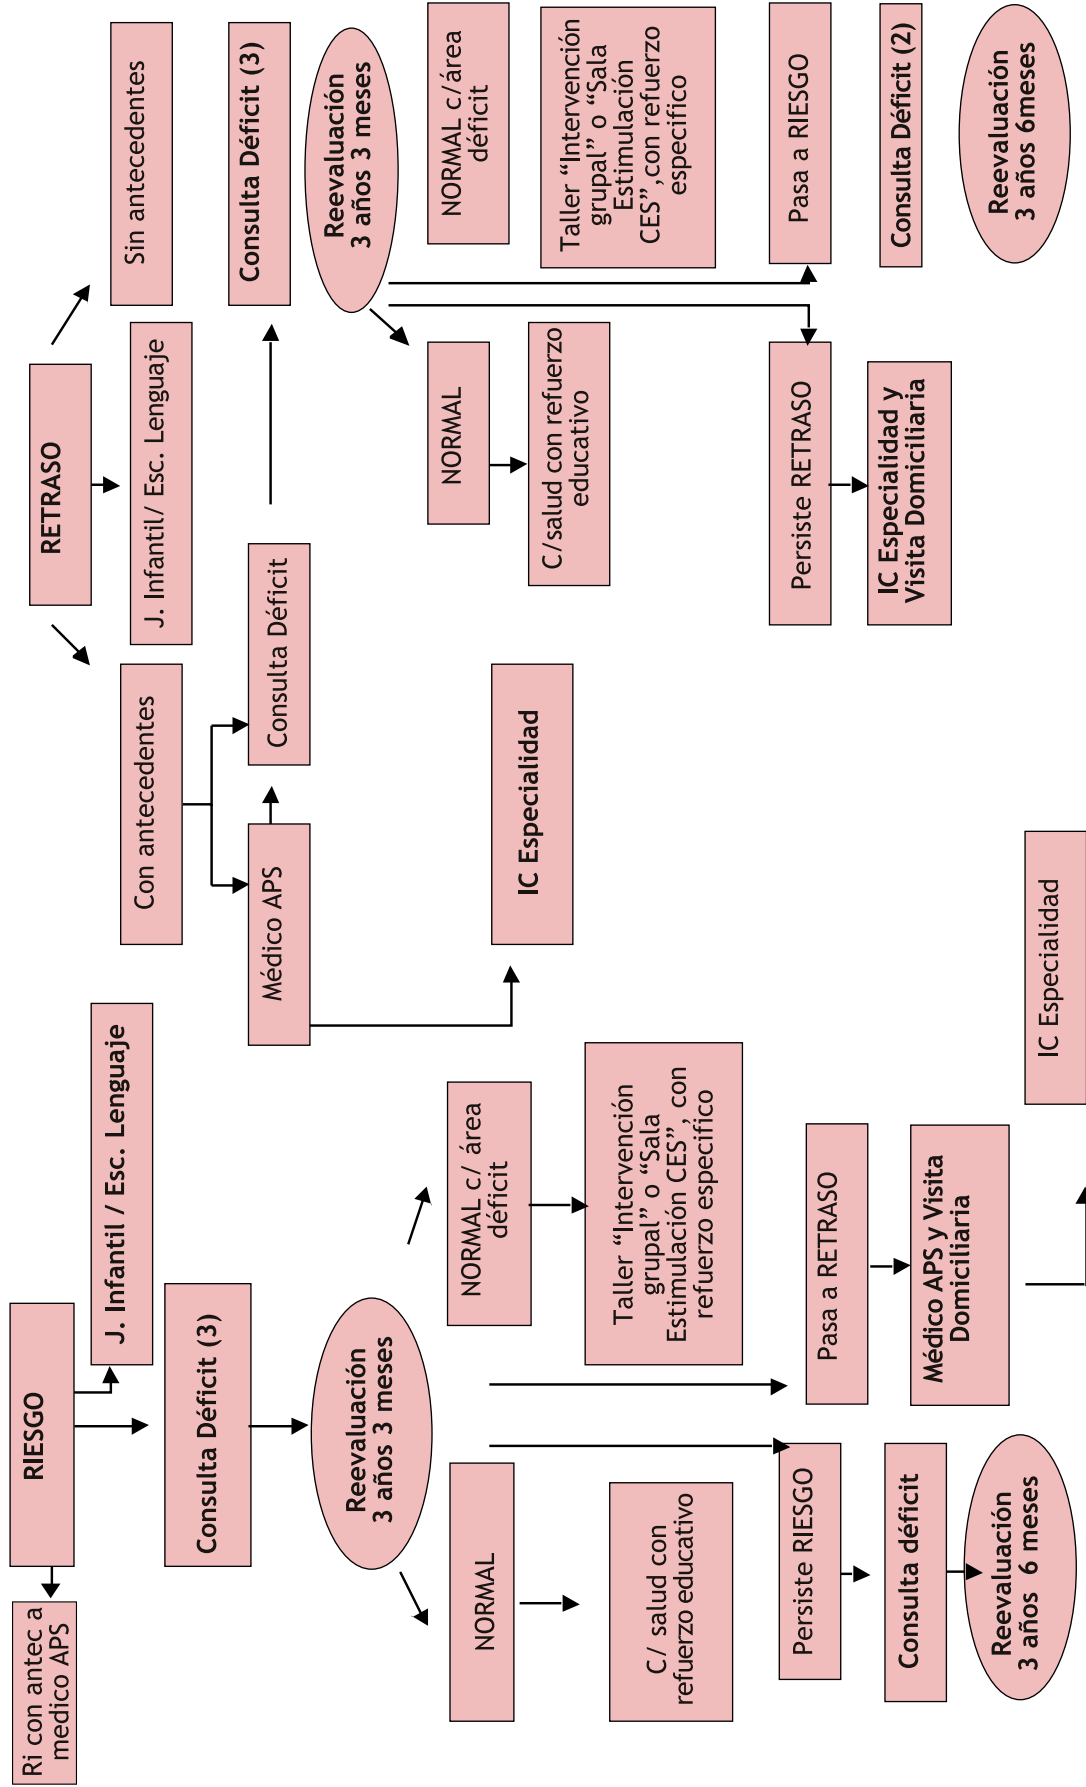 RIESGO
Ri con antec a
medico APS
J. Infantil / Esc. Lenguaje
Consulta Déficit (3)
Reevaluación
3 años 3 meses
NORMAL
C/ salud con
refuerzo educativo
NORMAL c/ área
déficit
Taller “Intervención
grupal” o “Sala
Estimulación CES”, con
refuerzo especifico
Persiste RIESGO
Consulta déficit
Reevaluación
3 años 6 meses
Pasa a RETRASO
Médico APS y Visita
Domiciliaria
IC Especialidad
RETRASO
Con antecedentes
J. Infantil/ Esc. Lenguaje
Sin antecedentes
Médico APS
Consulta Déficit
Consulta Déficit (3)
IC Especialidad
Reevaluación
3 años 3 meses
NORMAL
C/salud con refuerzo
educativo
NORMAL c/área
déficit
Taller “Intervención
grupal” o “Sala
Estimulación
CES”,con refuerzo
especifico
Persiste RETRASO
IC Especialidad y
Visita Domiciliaria
Pasa a RIESGO
Consulta Déficit (2)
Reevaluación
3 años 6meses